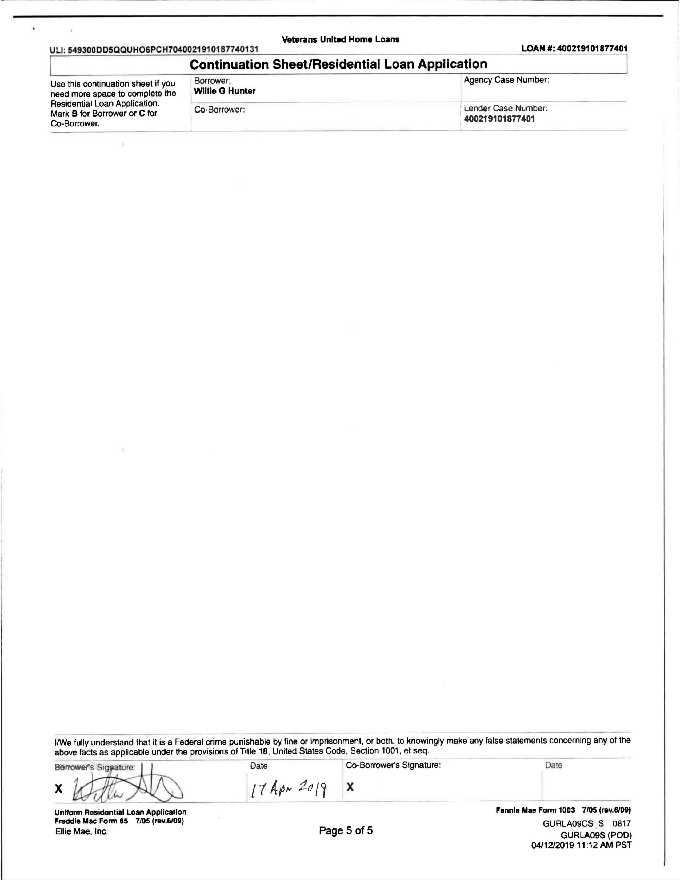 Veterans United Home Loans
ULI: 549300DD5QQUHO6PCH7040021910187740131
LOAN #: 400219101877401
Continuation Sheet/Residential Loan Application
Use this continuation sheet if you
need more space to complete the
Residential Loan Application.
Mark B for Borrower or C for
Co-Borrower.
Borrower:
Willie G Hunter
Agency Case Number:
Co-Borrower:
Lender Case Number:
400219101877401
I/We fully understand that it is a Federal crime punishable by fine or imprisonment, or both, to knowingly make any false statements concerning any of the
above facts as applicable under the provisions of Title 18, United States Code, Section 1001, et seq.
Borrower's Signature:
Date
Co-Borrower's Signature:
Date
X
17 Apr 2019
X
Uniform Residential Loan Application
Freddie Mac Form 65 7/05 (rev.6/09)
Ellie Mae, Inc.
Page 5 of 5
Fannie Mae Form 1003 7/05 (rev.6/09)
GURLA09CS S 0817
GURLA09S (POD)
04/12/2019 11:12 AM PST